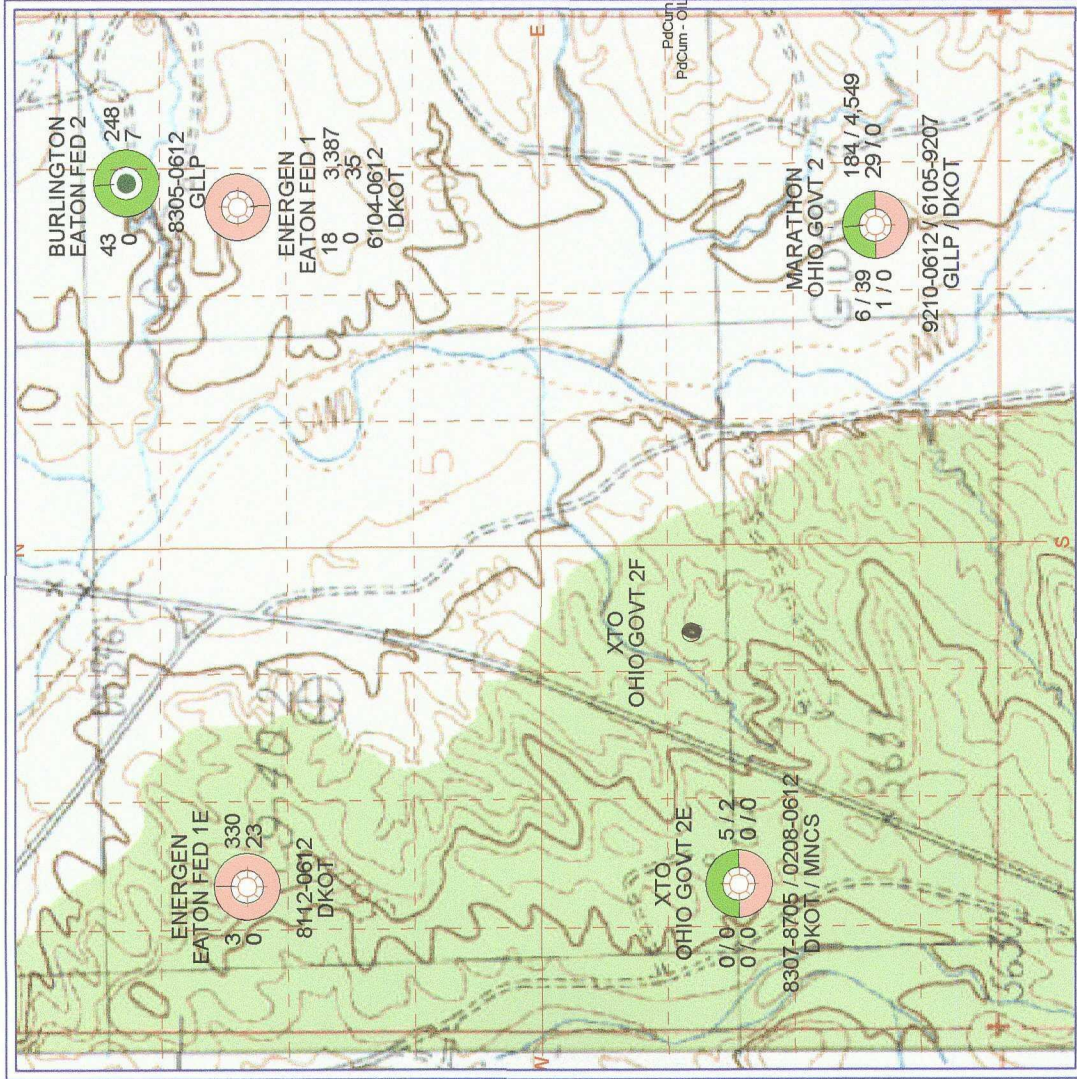 N
BURLINGTON
EATON FED 2
43 248
0 7
8305-0612
GLLP
ENERGEN
EATON FED 1
18 3,387
0 35
6104-0612
DKOT
ENERGEN
EATON FED 1E
3 330
0 23
8112-0612
DKOT
SAND
5
W
E
PdCum
PdCum - OIL
XTO
OHIO GOVT 2F
XTO
OHIO GOVT 2E
0 / 0 5 / 2
0 / 0 0 / 0
8307-8705 / 0208-0612
DKOT / MNCS
MARATHON
OHIO GOVT 2
6 / 39 184 / 4,549
1 / 0 29 / 0
9210-0612 / 6105-9207
GLLP / DKOT
SAND
5630
S